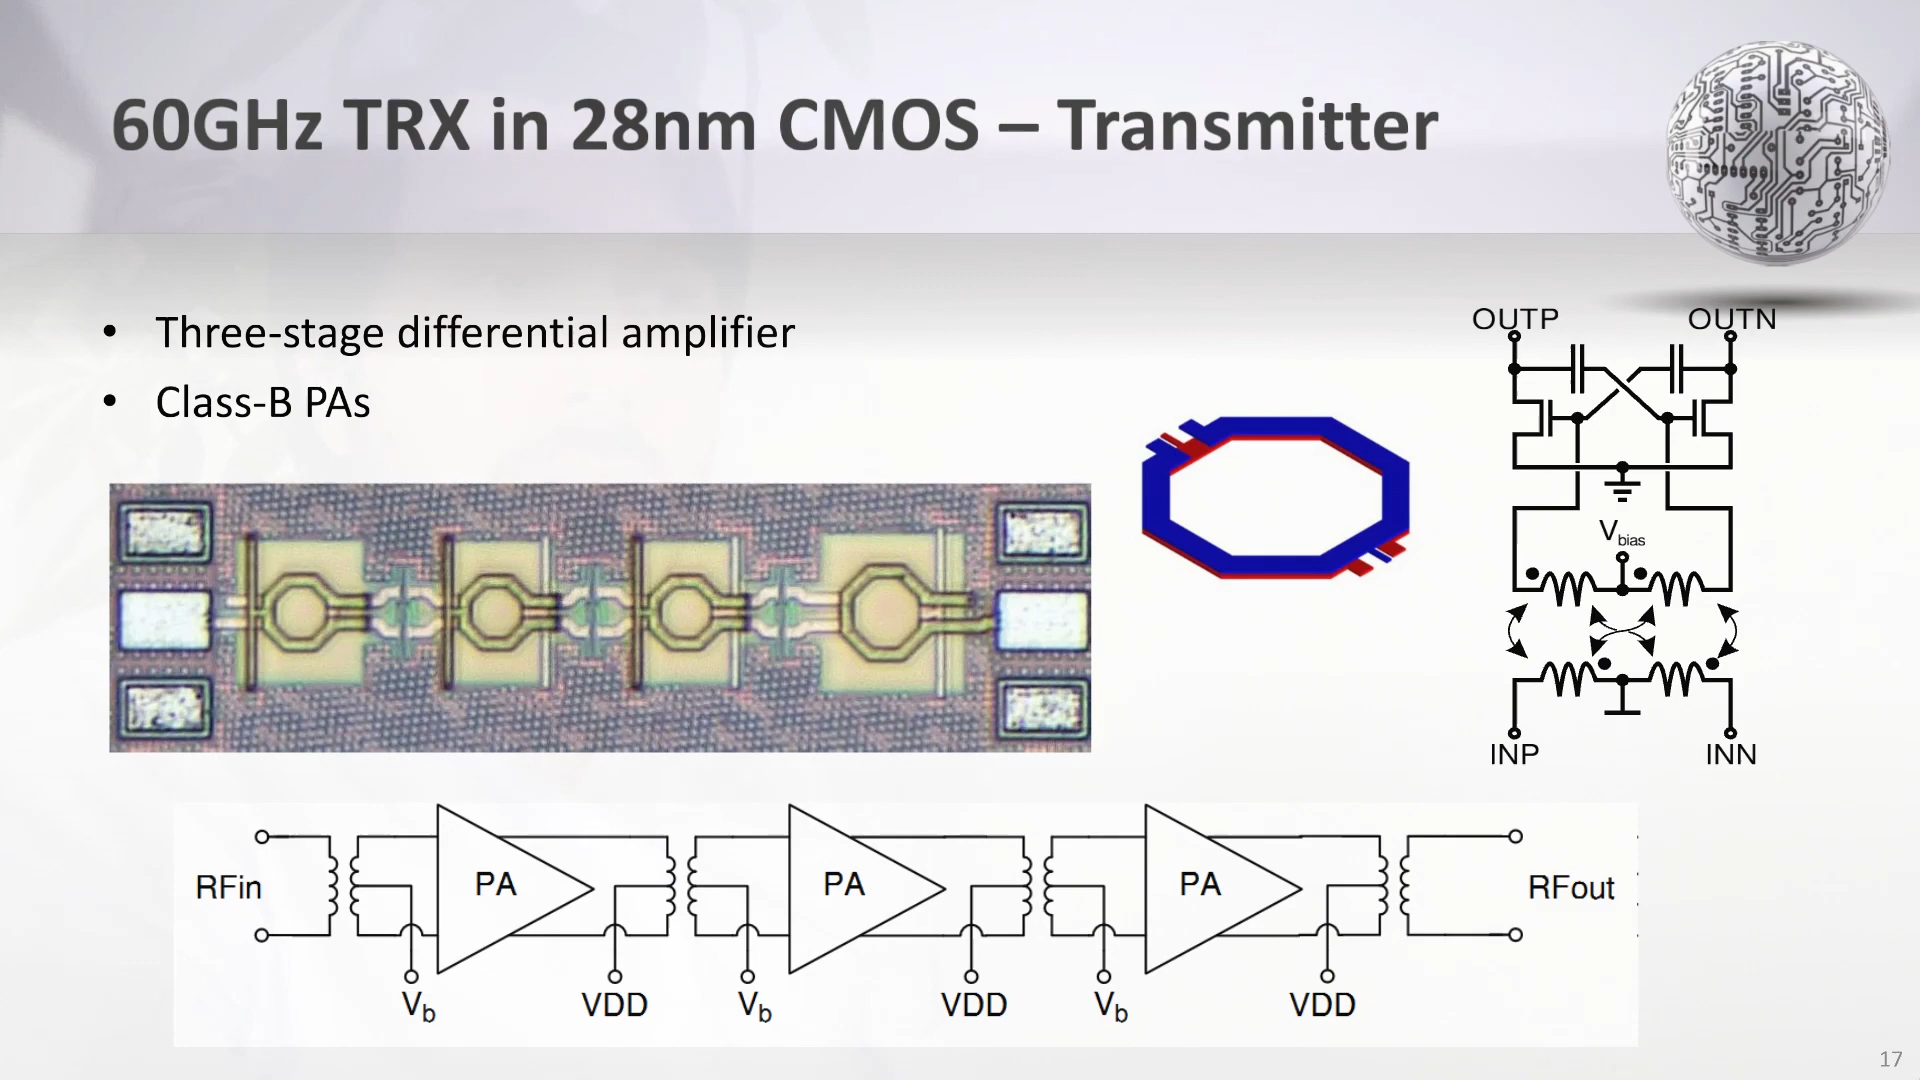 60GHz TRX in 28nm CMOS – Transmitter
• Three-stage differential amplifier
• Class-B PAs
OUTP OUTN
Vbias
INP INN
RFin PA PA PA RFout
Vb VDD Vb VDD Vb VDD
17